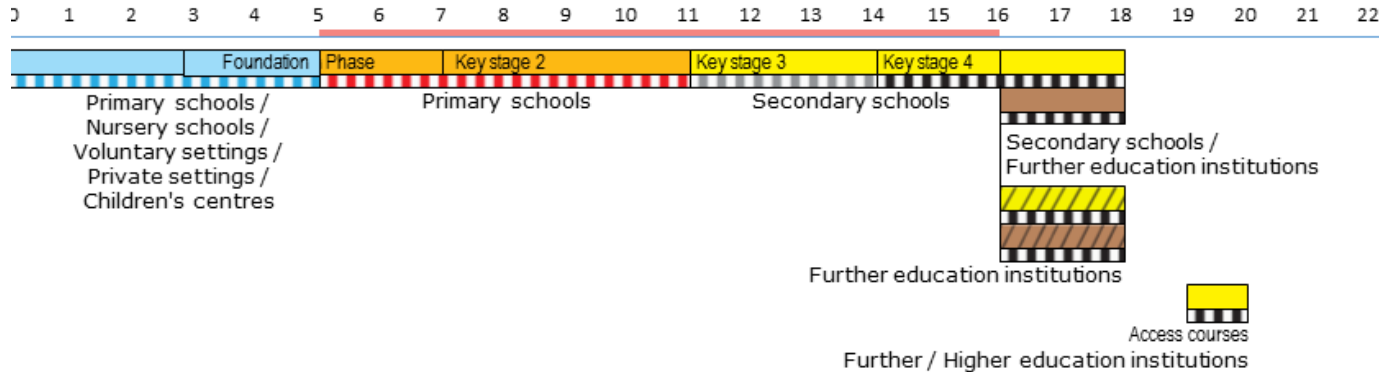 0 1 2 3 4 5 6 7 8 9 10 11 12 13 14 15 16 17 18 19 20 21 22
Foundation Phase Key stage 2 Key stage 3 Key stage 4
Primary schools /
Nursery schools /
Voluntary settings /
Private settings /
Children's centres
Primary schools
Secondary schools
Secondary schools /
Further education institutions
Further education institutions
Access courses
Further / Higher education institutions